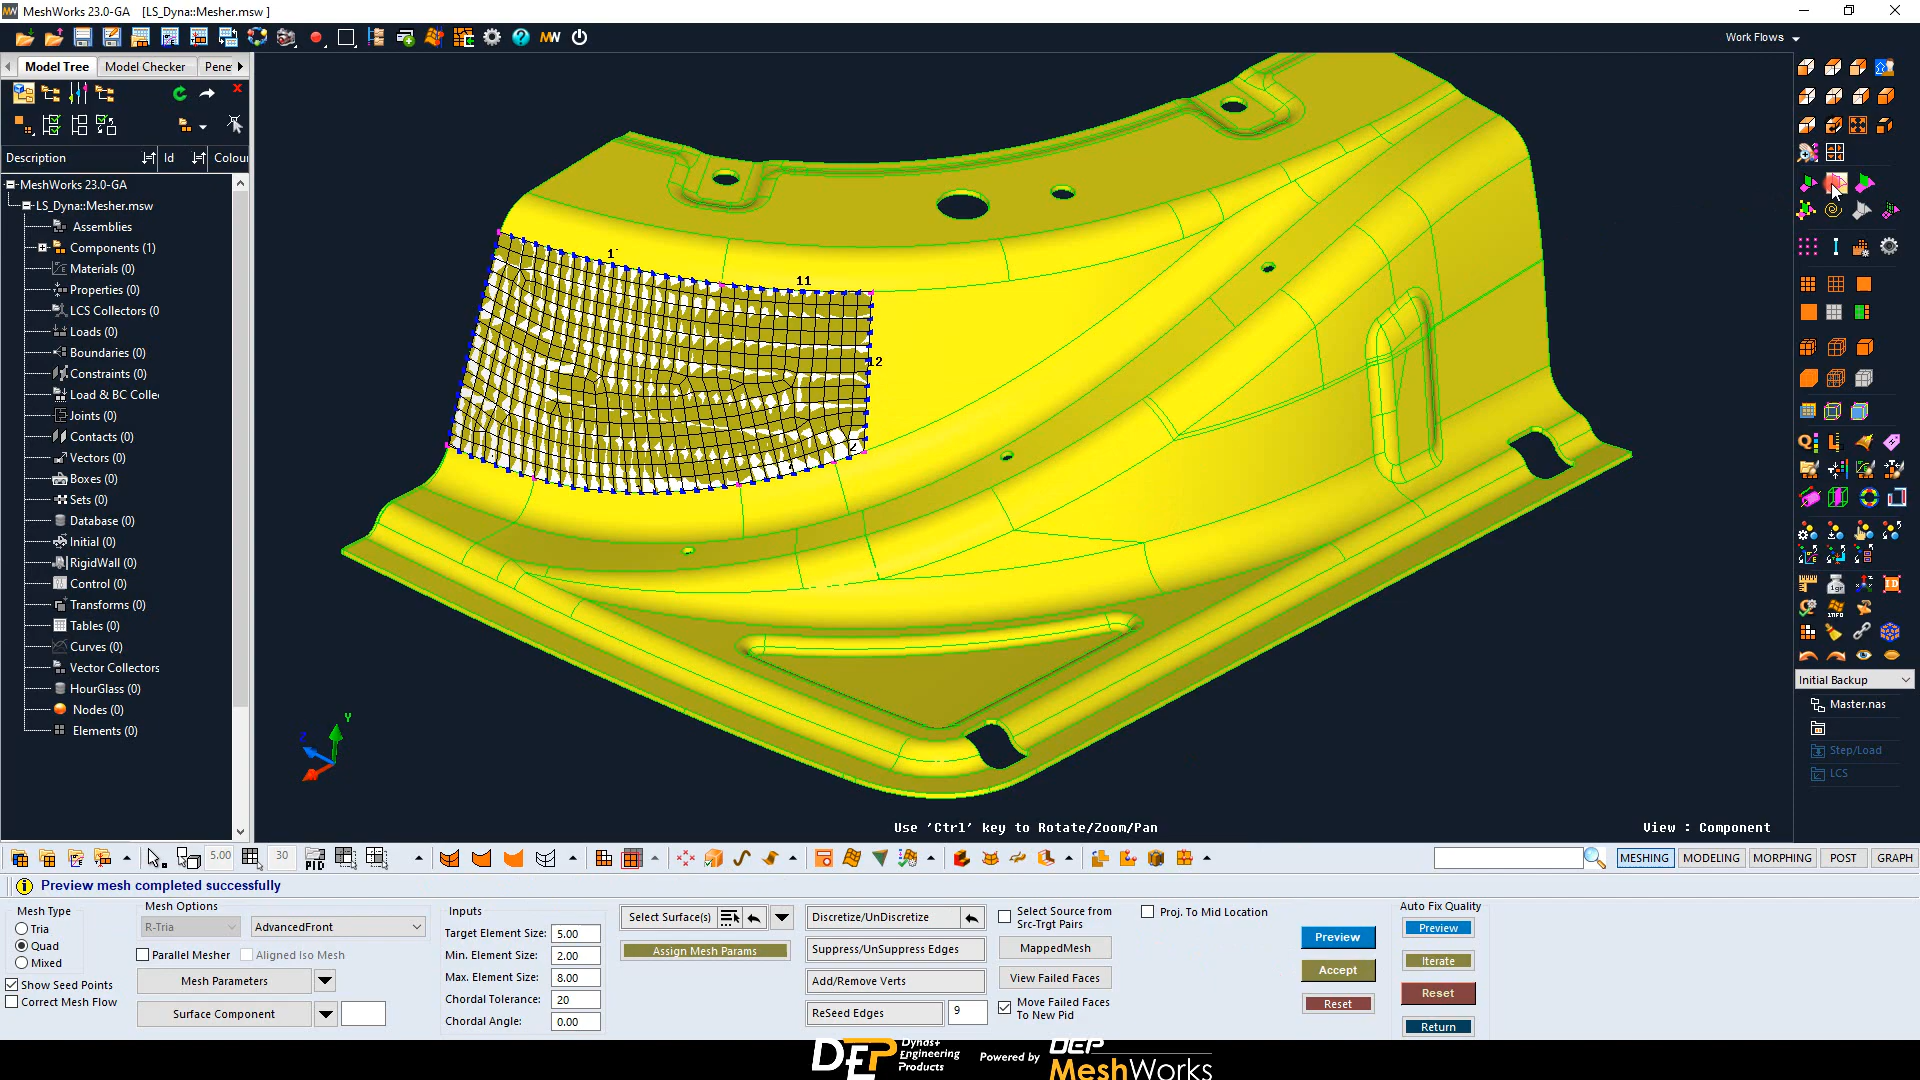 MeshWorks 23.0-GA [LS_Dyna::Mesher.msw ]
Work Flows
Model Tree
Model Checker
Pene
Description
Id
Colou
MeshWorks 23.0-GA
LS_Dyna::Mesher.msw
Assemblies
Components (1)
Materials (0)
Properties (0)
LCS Collectors (0
Loads (0)
Boundaries (0)
Constraints (0)
Load & BC Colle
Joints (0)
Contacts (0)
Vectors (0)
Boxes (0)
Sets (0)
Database (0)
Initial (0)
RigidWall (0)
Control (0)
Transforms (0)
Tables (0)
Curves (0)
Vector Collectors
HourGlass (0)
Nodes (0)
Elements (0)
1
11
12
2
Y
Z
Use 'Ctrl' key to Rotate/Zoom/Pan
View : Component
Initial Backup
Master.nas
Step/Load
LCS
5.00
30
PID
MESHING
MODELING
MORPHING
POST
GRAPH
Preview mesh completed successfully
Mesh Type
Tria
Quad
Mixed
Show Seed Points
Correct Mesh Flow
Mesh Options
R-Tria
AdvancedFront
Parallel Mesher
Aligned Iso Mesh
Mesh Parameters
Surface Component
Inputs
Target Element Size: 5.00
Min. Element Size: 2.00
Max. Element Size: 8.00
Chordal Tolerance: 20
Chordal Angle: 0.00
Select Surface(s)
Assign Mesh Params
Discretize/UnDiscretize
Suppress/UnSuppress Edges
Add/Remove Verts
ReSeed Edges
9
Select Source from
Src-Trgt Pairs
MappedMesh
View Failed Faces
Move Failed Faces
To New Pid
Proj. To Mid Location
Preview
Accept
Reset
Auto Fix Quality
Preview
Iterate
Reset
Return
DEP
Dynas+
Engineering
Products
Powered by
DEP
MeshWorks